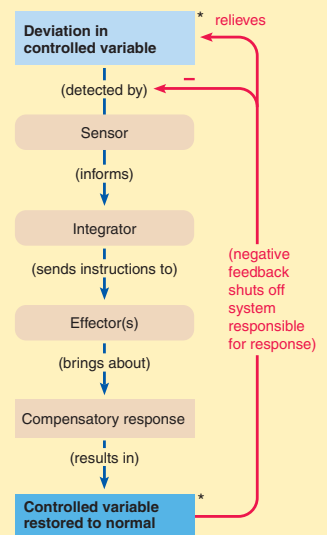 Deviation in
controlled variable
*
relieves
–
(detected by)
Sensor
(informs)
Integrator
(sends instructions to)
Effector(s)
(brings about)
Compensatory response
(results in)
Controlled variable
restored to normal
*
(negative
feedback
shuts off
system
responsible
for response)